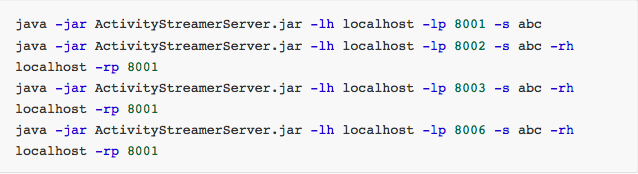 java -jar ActivityStreamerServer.jar -lh localhost -lp 8001 -s abc
java -jar ActivityStreamerServer.jar -lh localhost -lp 8002 -s abc -rh
localhost -rp 8001
java -jar ActivityStreamerServer.jar -lh localhost -lp 8003 -s abc -rh
localhost -rp 8001
java -jar ActivityStreamerServer.jar -lh localhost -lp 8006 -s abc -rh
localhost -rp 8001